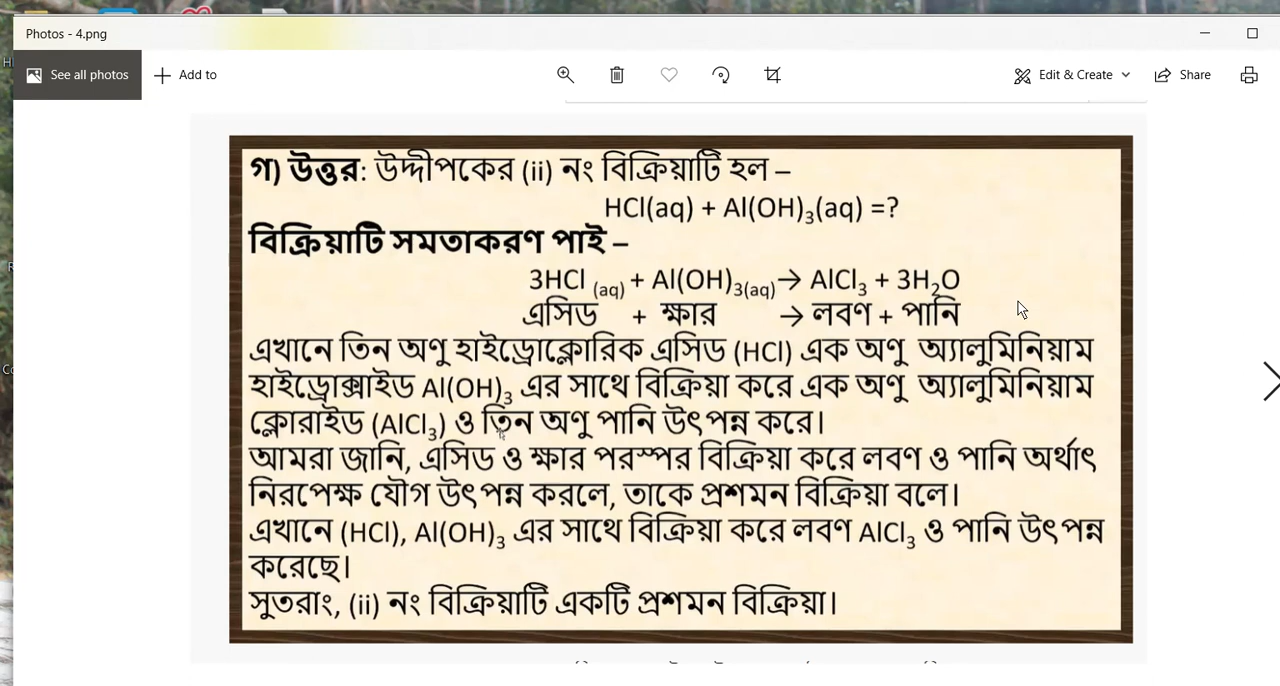 Photos - 4.png
See all photos
Add to
Edit & Create
Share
গ) উত্তর: উদ্দীপকের (ii) নং বিক্রিয়াটি হল –
HCl(aq) + Al(OH)₃(aq) =?
বিক্রিয়াটি সমতাকরণ পাই –
3HCl (aq) + Al(OH)₃(aq)→ AlCl₃ + 3H₂O
এসিড + ক্ষার → লবণ + পানি
এখানে তিন অণু হাইড্রোক্লোরিক এসিড (HCl) এক অণু অ্যালুমিনিয়াম
হাইড্রোক্সাইড Al(OH)₃ এর সাথে বিক্রিয়া করে এক অণু অ্যালুমিনিয়াম
ক্লোরাইড (AlCl₃) ও তিন অণু পানি উৎপন্ন করে।
আমরা জানি, এসিড ও ক্ষার পরস্পর বিক্রিয়া করে লবণ ও পানি অর্থাৎ
নিরপেক্ষ যৌগ উৎপন্ন করলে, তাকে প্রশমন বিক্রিয়া বলে।
এখানে (HCl), Al(OH)₃ এর সাথে বিক্রিয়া করে লবণ AlCl₃ ও পানি উৎপন্ন
করেছে।
সুতরাং, (ii) নং বিক্রিয়াটি একটি প্রশমন বিক্রিয়া।